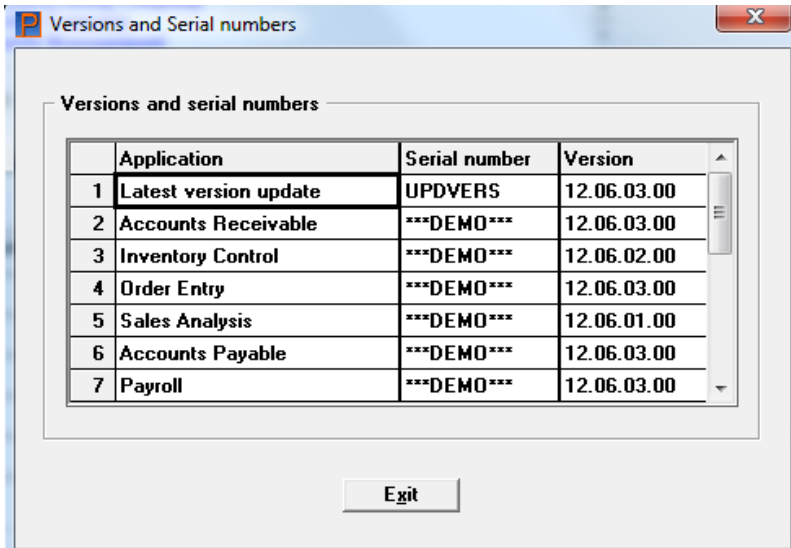 P Versions and Serial numbers X
Versions and serial numbers
Application Serial number Version
1 Latest version update UPDVERS 12.06.03.00
2 Accounts Receivable ***DEMO*** 12.06.03.00
3 Inventory Control ***DEMO*** 12.06.02.00
4 Order Entry ***DEMO*** 12.06.03.00
5 Sales Analysis ***DEMO*** 12.06.01.00
6 Accounts Payable ***DEMO*** 12.06.03.00
7 Payroll ***DEMO*** 12.06.03.00
Exit